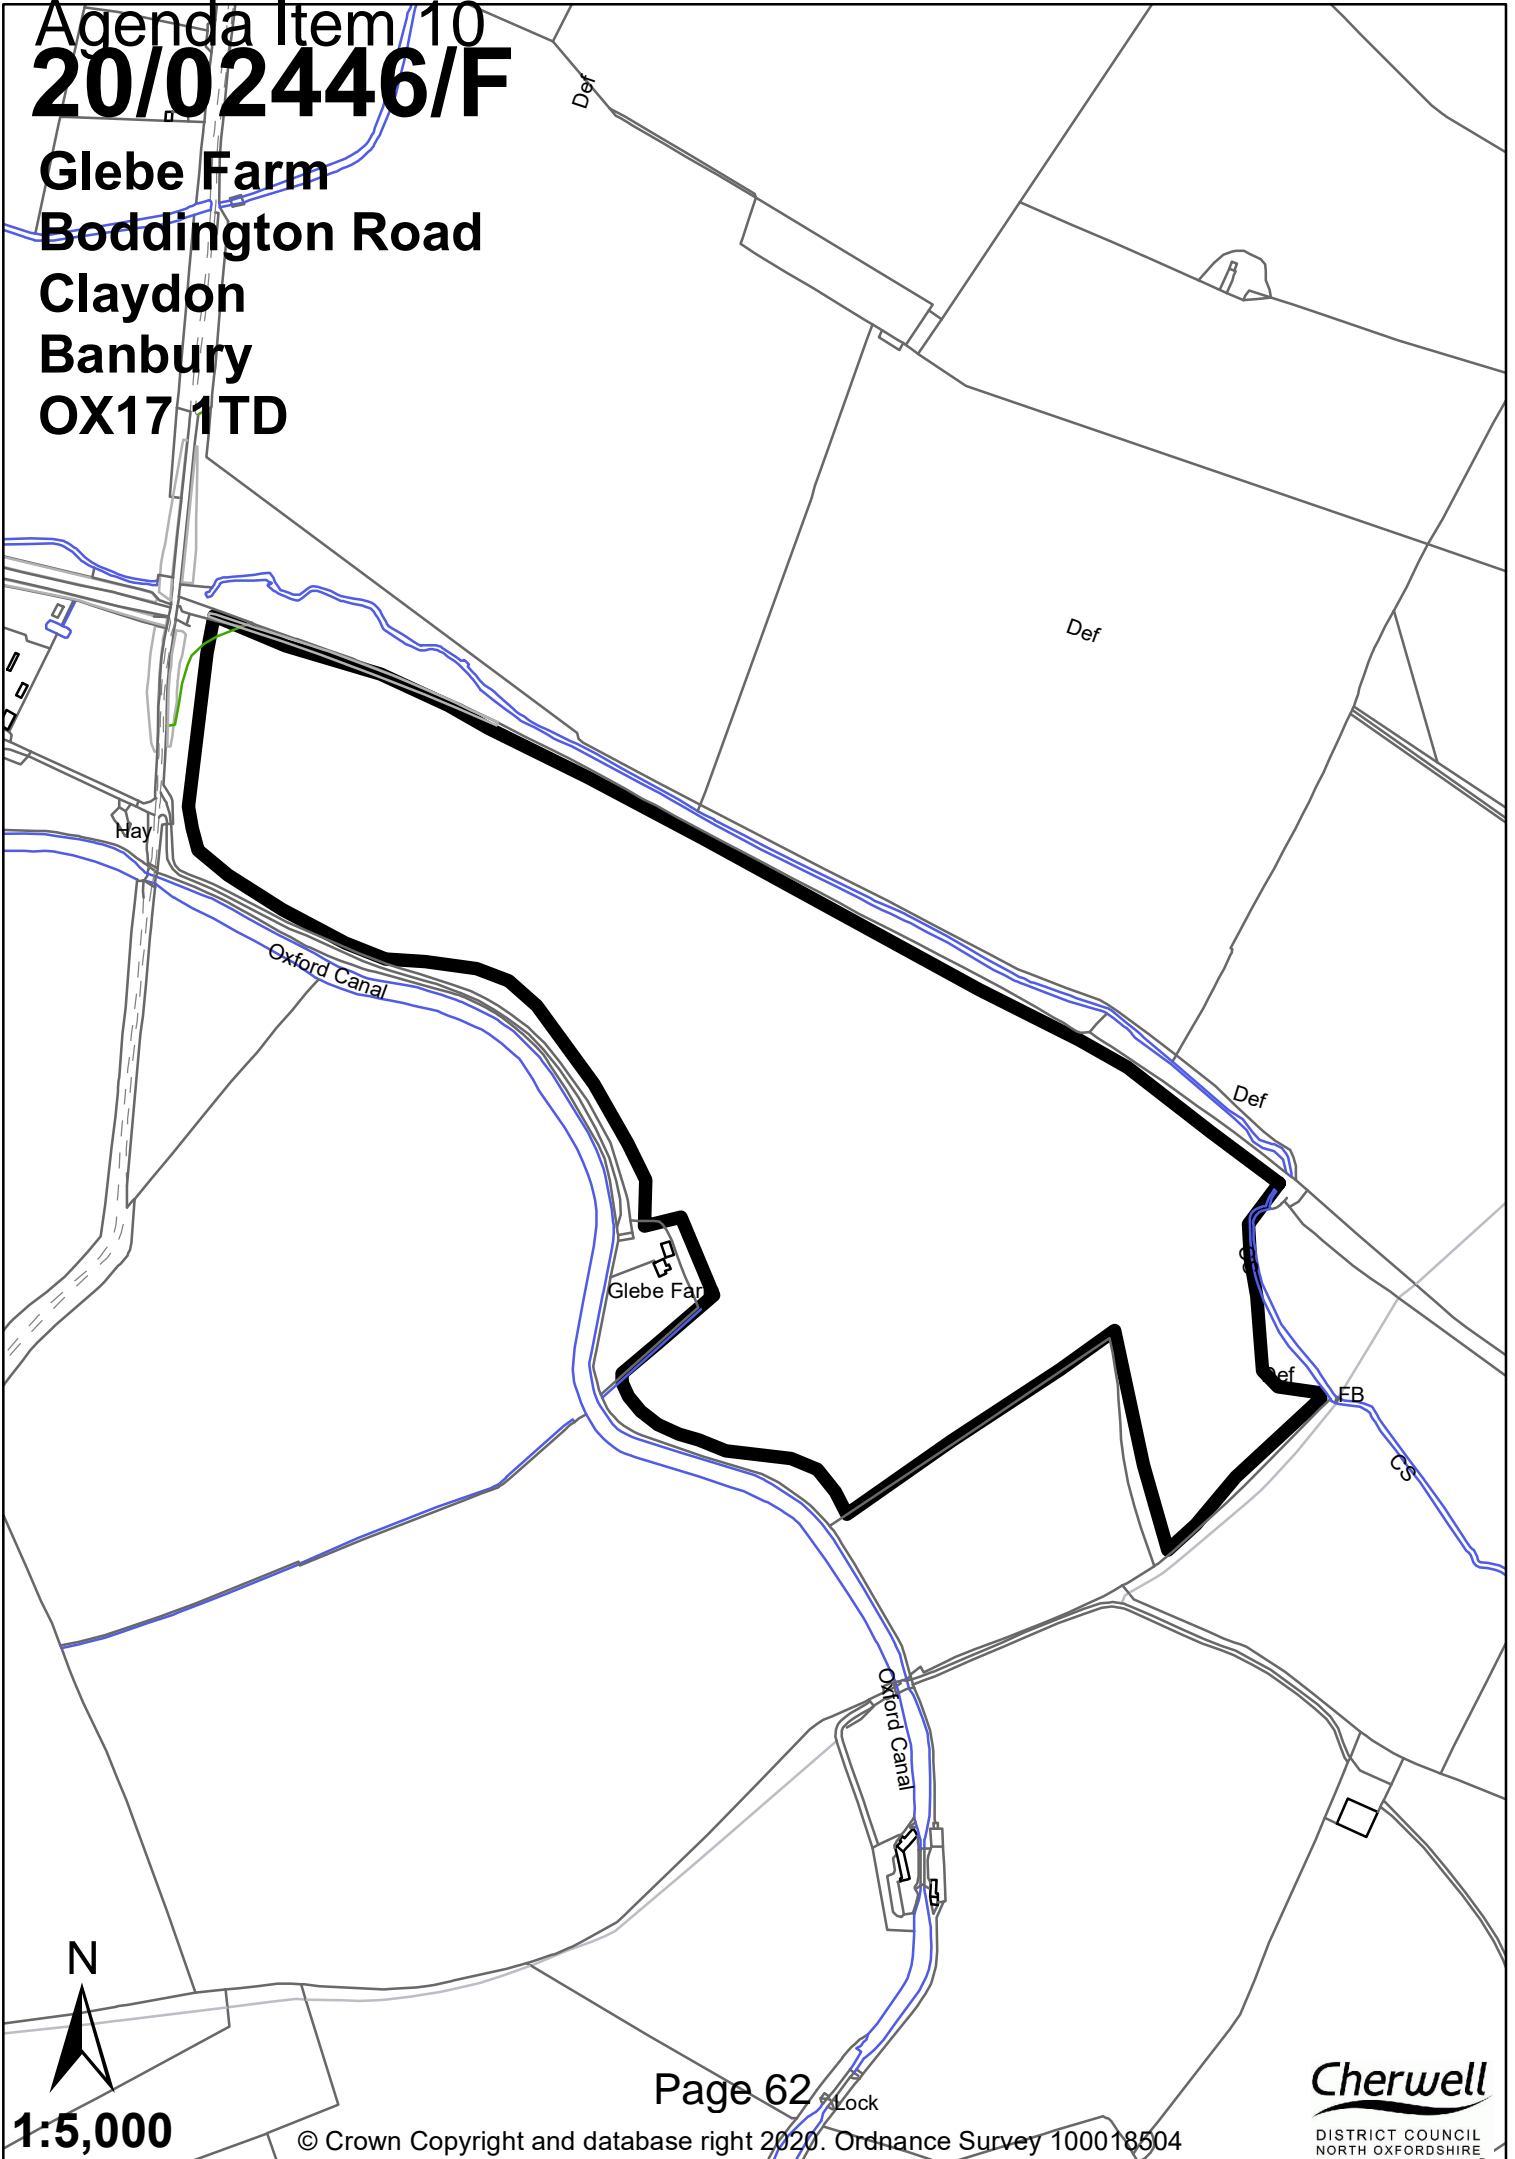 Agenda Item 10
20/02446/F
Glebe Farm
Boddington Road
Claydon
Banbury
OX17 1TD
Def
Def
Hay
Oxford Canal
Def
CS
Glebe Far
Def
FB
CS
Oxford Canal
N
1:5,000
Page 62
Lock
© Crown Copyright and database right 2020. Ordnance Survey 100018504
Cherwell
DISTRICT COUNCIL
NORTH OXFORDSHIRE